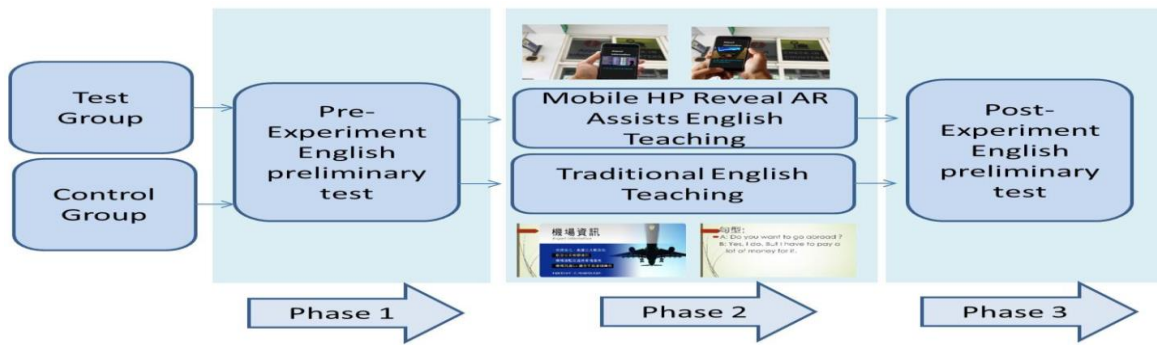 Test
Group
Control
Group
Pre-
Experiment
English
preliminary
test
Mobile HP Reveal AR
Assists English
Teaching
Traditional English
Teaching
機場資訊
句型:
A: Do you want to go abroad ?
B: Yes, I do. But I have to pay a
lot of money for it.
Post-
Experiment
English
preliminary
test
Phase 1
Phase 2
Phase 3